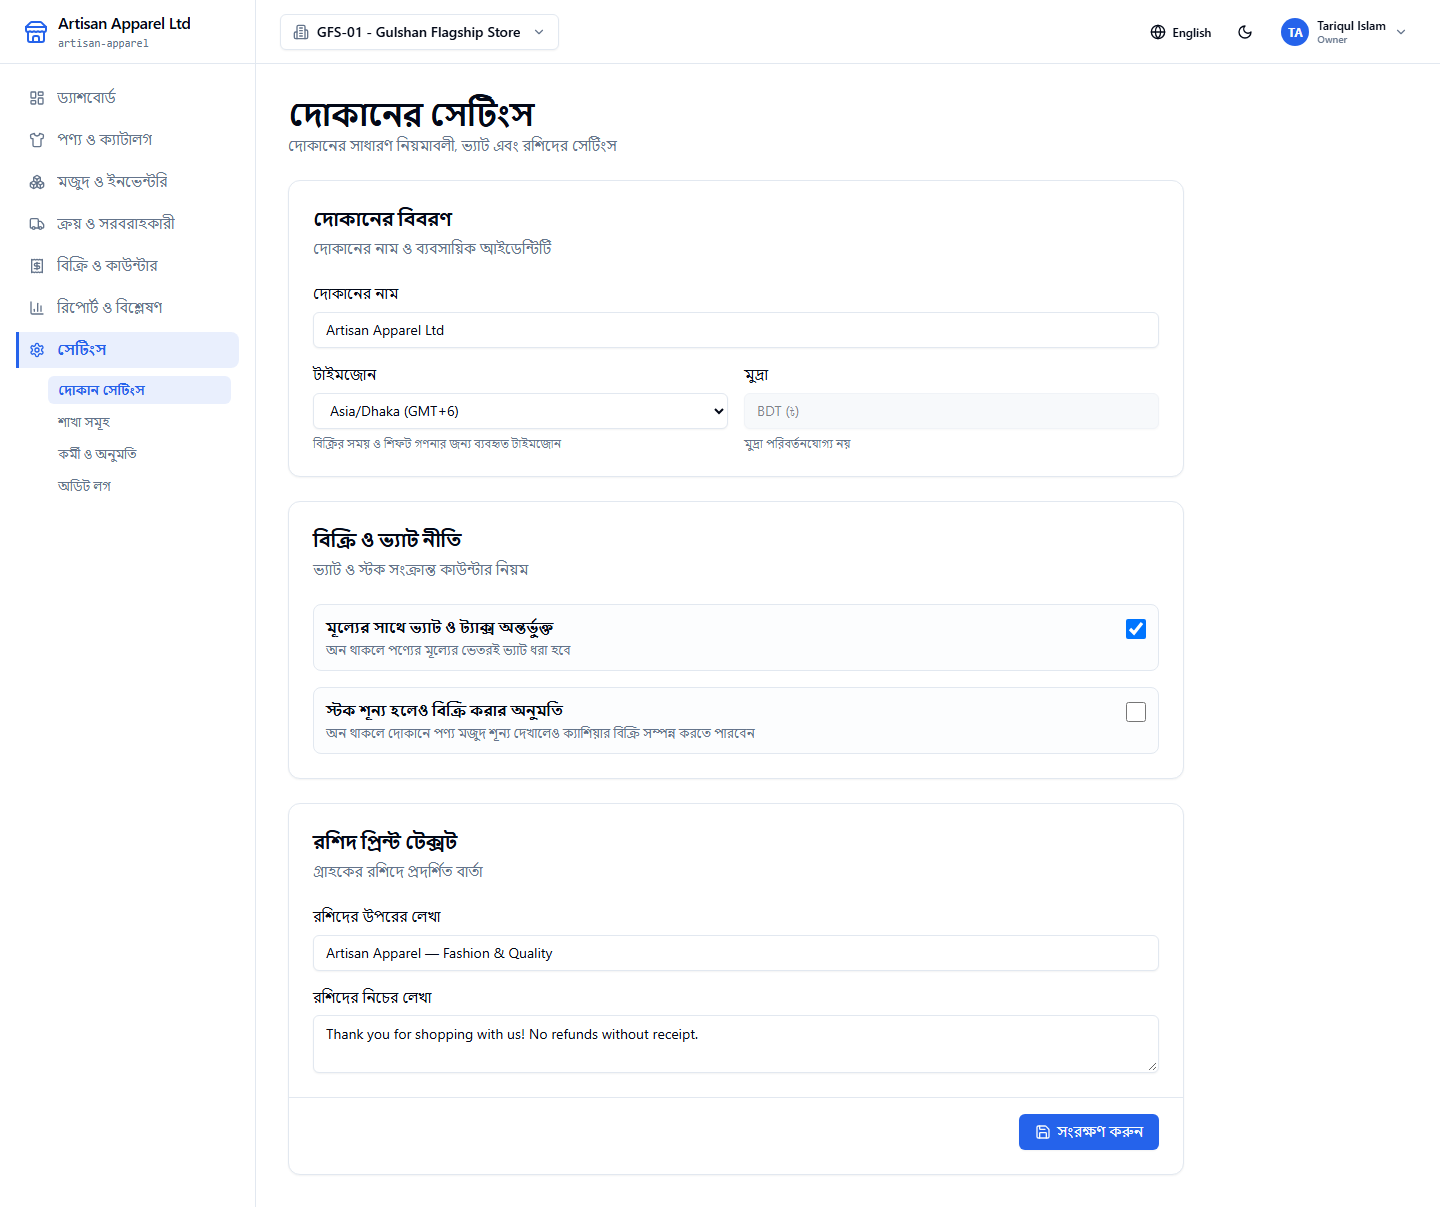 Artisan Apparel Ltd
artisan-apparel
GFS-01 - Gulshan Flagship Store
English
TA
Tariqul Islam
Owner
ড্যাশবোর্ড
পণ্য ও ক্যাটালগ
মজুদ ও ইনভেন্টরি
ক্রয় ও সরবরাহকারী
বিক্রি ও কাউন্টার
রিপোর্ট ও বিশ্লেষণ
সেটিংস
দোকান সেটিংস
শাখা সমূহ
কর্মী ও অনুমতি
অডিট লগ
দোকানের সেটিংস
দোকানের সাধারণ নিয়মাবলী, ভ্যাট এবং রশিদের সেটিংস
দোকানের বিবরণ
দোকানের নাম ও ব্যবসায়িক আইডেন্টিটি
দোকানের নাম
Artisan Apparel Ltd
টাইমজোন
মুদ্রা
Asia/Dhaka (GMT+6)
BDT (৳)
বিক্রির সময় ও শিফট গণনার জন্য ব্যবহৃত টাইমজোন
মুদ্রা পরিবর্তনযোগ্য নয়
বিক্রি ও ভ্যাট নীতি
ভ্যাট ও স্টক সংক্রান্ত কাউন্টার নিয়ম
মূল্যের সাথে ভ্যাট ও ট্যাক্স অন্তর্ভুক্ত
অন থাকলে পণ্যের মূল্যের ভেতরই ভ্যাট ধরা হবে
স্টক শূন্য হলেও বিক্রি করার অনুমতি
অন থাকলে দোকানে পণ্য মজুদ শূন্য দেখালেও ক্যাশিয়ার বিক্রি সম্পন্ন করতে পারবেন
রশিদ প্রিন্ট টেক্সট
গ্রাহকের রশিদে প্রদর্শিত বার্তা
রশিদের উপরের লেখা
Artisan Apparel — Fashion & Quality
রশিদের নিচের লেখা
Thank you for shopping with us! No refunds without receipt.
সংরক্ষণ করুন